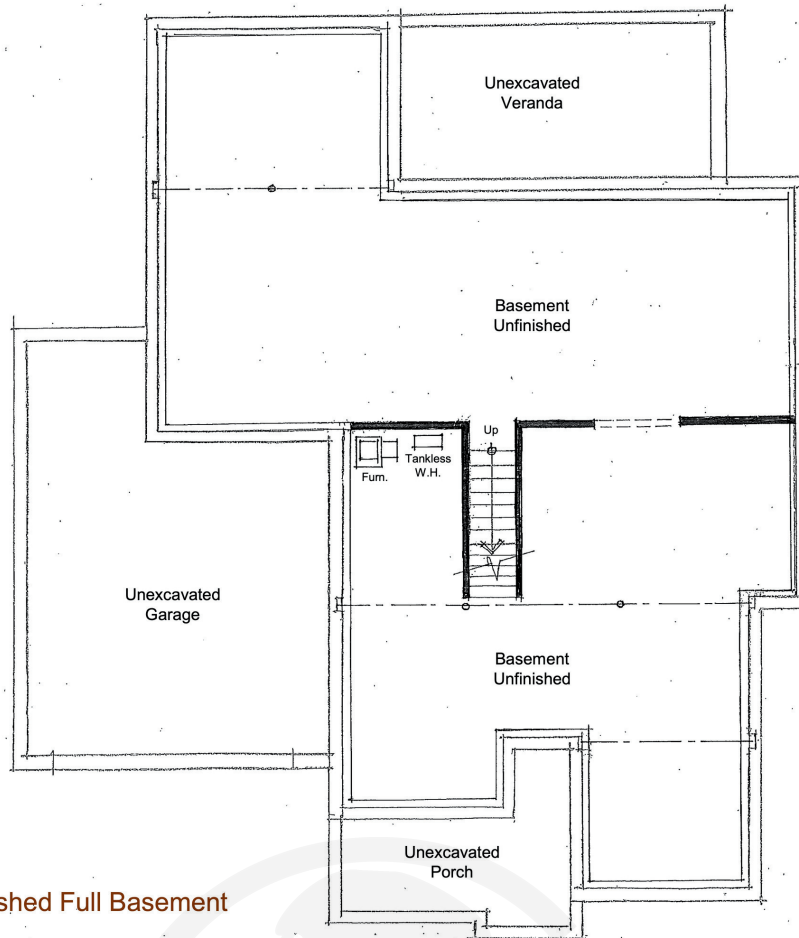 Unexcavated
Veranda
Basement
Unfinished
Up
Tankless
W.H.
Furn.
Unexcavated
Garage
Basement
Unfinished
Unexcavated
Porch
shed Full Basement